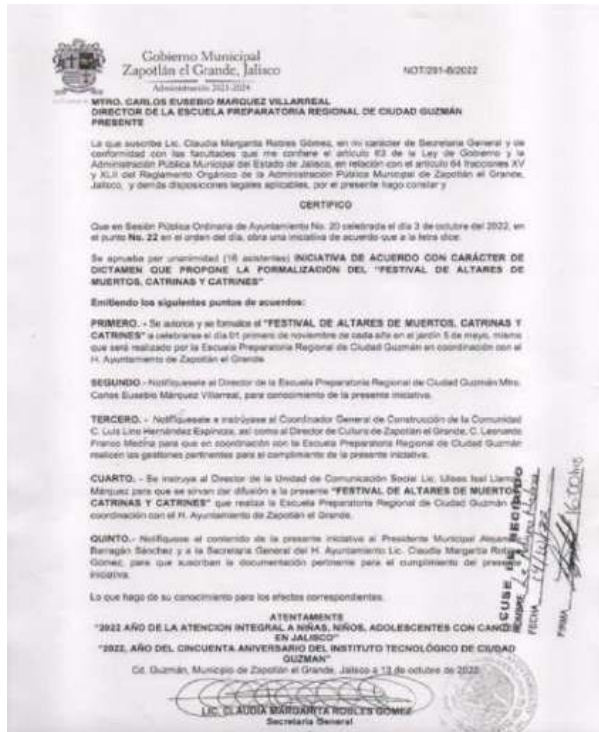 Gobierno Municipal
Zapotlán el Grande, Jalisco
Administración 2021-2024
NOT/291-B/2022
MTRO. CARLOS EUSEBIO MARQUEZ VILLARREAL
DIRECTOR DE LA ESCUELA PREPARATORIA REGIONAL DE CIUDAD GUZMÁN
PRESENTE
La que suscribe Lic. Claudia Margarita Robles Gómez, en mi carácter de Secretaria General y de
conformidad con las facultades que me confiere el artículo 63 de la Ley de Gobierno y la
Administración Pública Municipal del Estado de Jalisco, en relación con el artículo 64 fracciones XV
y XLII del Reglamento Orgánico de la Administración Pública Municipal de Zapotlán el Grande,
Jalisco, y demás disposiciones legales aplicables, por el presente hago constar y
CERTIFICO
Que en Sesión Pública Ordinaria de Ayuntamiento No. 20 celebrada el día 3 de octubre del 2022, en
el punto No. 22 en el orden del día, obra una iniciativa de acuerdo que a la letra dice:
Se aprueba por unanimidad (16 asistentes) INICIATIVA DE ACUERDO CON CARÁCTER DE
DICTAMEN QUE PROPONE LA FORMALIZACIÓN DEL "FESTIVAL DE ALTARES DE
MUERTOS, CATRINAS Y CATRINES"
Emitiendo los siguientes puntos de acuerdos:
PRIMERO. - Se autorice y se formalice el "FESTIVAL DE ALTARES DE MUERTOS, CATRINAS Y
CATRINES" a celebrarse el día 01 primero de noviembre de cada año en el jardín 5 de mayo, mismo
que será realizado por la Escuela Preparatoria Regional de Ciudad Guzmán en coordinación con el
H. Ayuntamiento de Zapotlán el Grande.
SEGUNDO.- Notifíquesele al Director de la Escuela Preparatoria Regional de Ciudad Guzmán Mtro.
Carlos Eusebio Márquez Villarreal, para conocimiento de la presente iniciativa.
TERCERO. - Notifíquesele e instrúyase al Coordinador General de Construcción de la Comunidad
C. Luis Lino Hernández Espinoza, así como al Director de Cultura de Zapotlán el Grande, C. Leonardo
Franco Medina para que en coordinación con la Escuela Preparatoria Regional de Ciudad Guzmán
realicen las gestiones pertinentes para el cumplimiento de la presente iniciativa.
CUARTO. - Se instruya al Director de la Unidad de Comunicación Social Lic. Ulises
Márquez para que se sirvan dar difusión a la presente "FESTIVAL DE ALTARES DE MUERTOS
CATRINAS Y CATRINES" que realiza la Escuela Preparatoria Regional de Ciudad Guzmán
coordinación con el H. Ayuntamiento de Zapotlán el Grande.
QUINTO.- Notifíquese el contenido de la presente iniciativa al Presidente Municipal
Barragán Sánchez y a la Secretaria General del H. Ayuntamiento Lic. Claudia Margarita
Gómez, para que suscriban la documentación pertinente para el cumplimiento del
iniciativa.
Lo que hago de su conocimiento para los efectos correspondientes.
ATENTAMENTE
"2022 AÑO DE LA ATENCION INTEGRAL A NIÑAS, NIÑOS, ADOLESCENTES CON
EN JALISCO"
"2022, AÑO DEL CINCUENTA ANIVERSARIO DEL INSTITUTO TECNOLÓGICO DE CIUDAD
GUZMAN"
Cd. Guzmán, Municipio de Zapotlán el Grande, Jalisco a 13 de octubre de 2022
LIC. CLAUDIA MARGARITA ROBLES GÓMEZ
Secretaria General
CUSE DE RECIBIDO
NOMBRE
FECHA 14/10/22
FIRMA